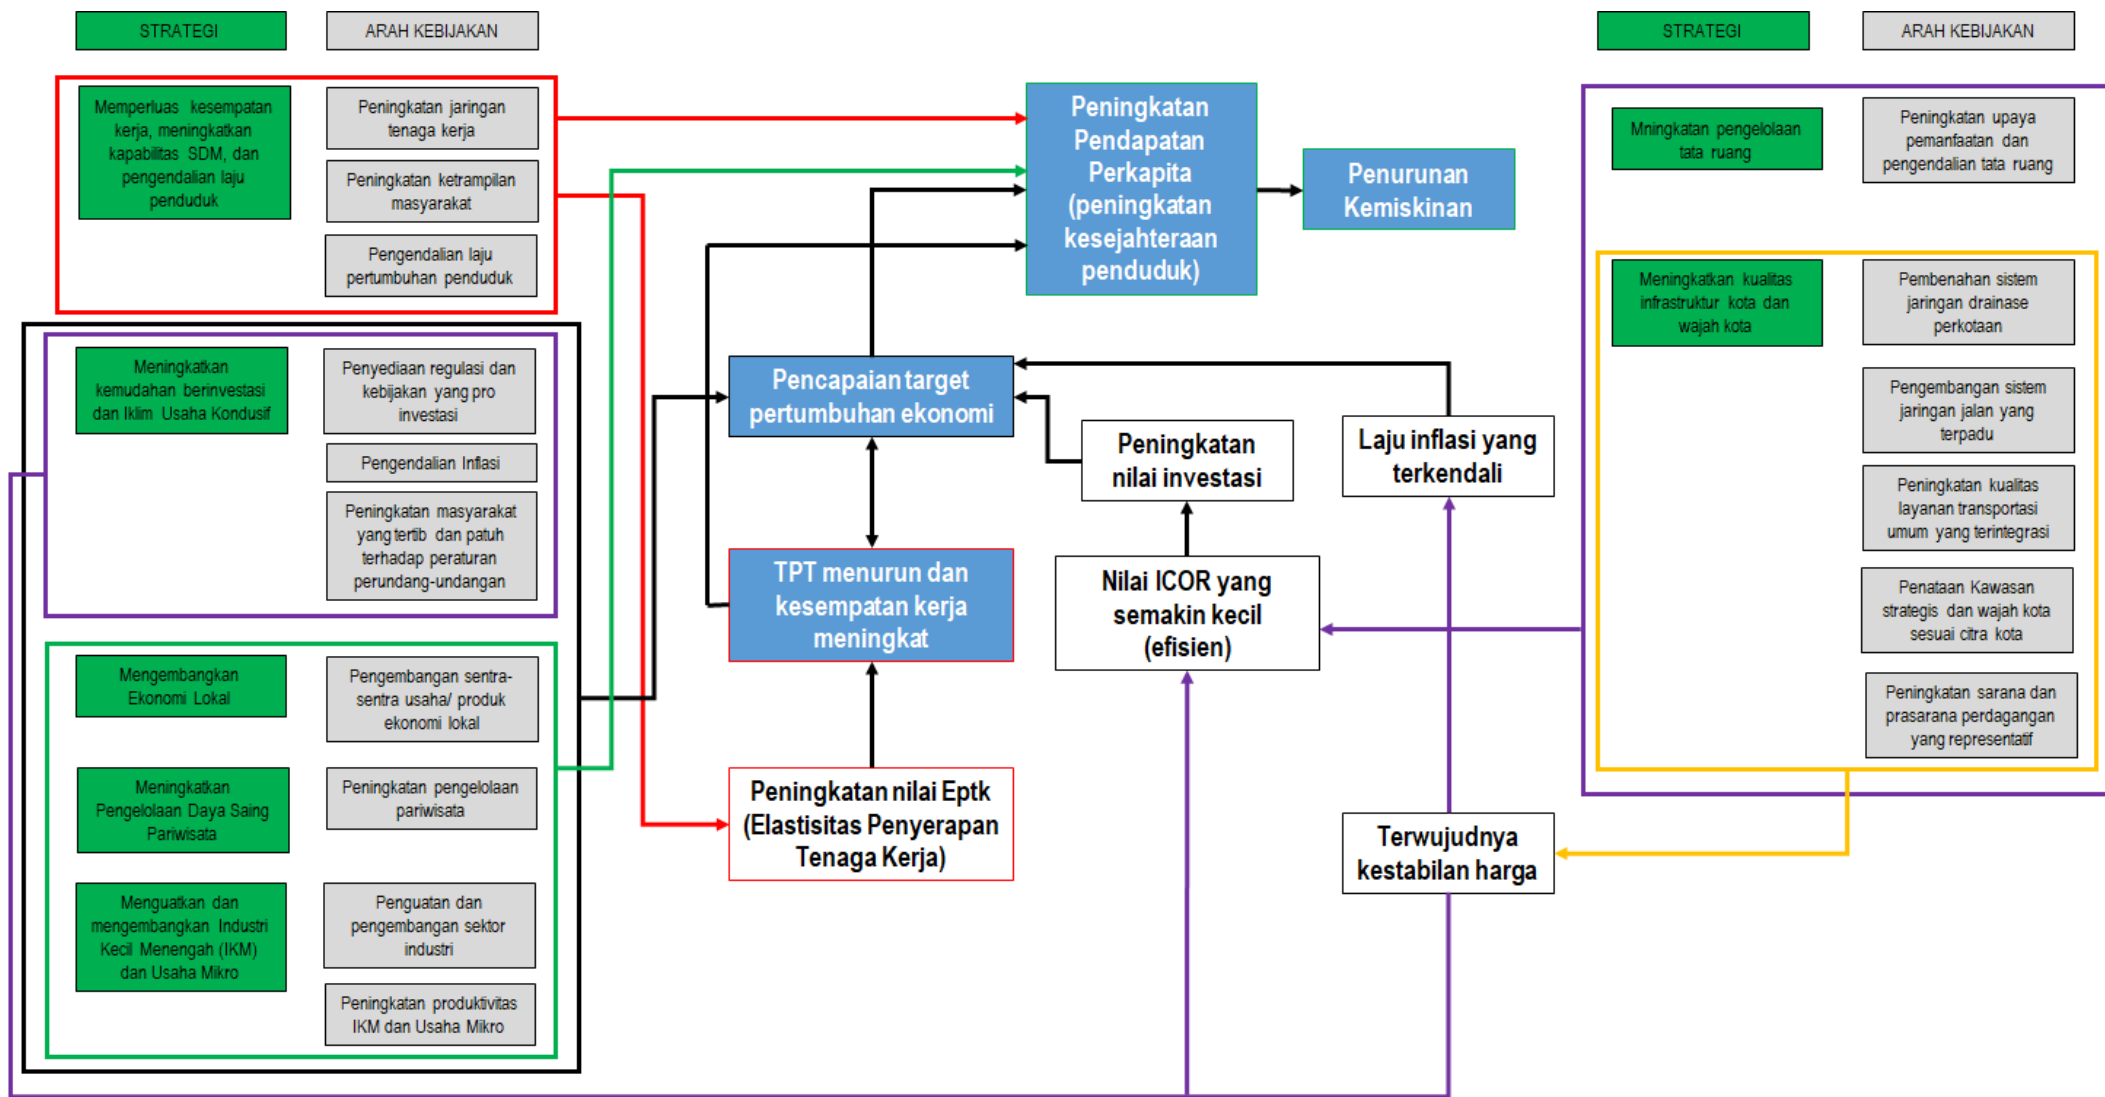 STRATEGI
ARAH KEBIJAKAN
Memperluas kesempatan
kerja, meningkatkan
kapabilitas SDM, dan
pengendalian laju
penduduk
Peningkatan jaringan
tenaga kerja
Peningkatan ketrampilan
masyarakat
Pengendalian laju
pertumbuhan penduduk
Meningkatkan
kemudahan berinvestasi
dan Iklim Usaha Kondusif
Penyediaan regulasi dan
kebijakan yang pro
investasi
Pengendalian Inflasi
Peningkatan masyarakat
yang tertib dan patuh
terhadap peraturan
perundang-undangan
Mengembangkan
Ekonomi Lokal
Pengembangan sentra-
sentra usaha/ produk
ekonomi lokal
Meningkatkan
Pengelolaan Daya Saing
Pariwisata
Peningkatan pengelolaan
pariwisata
Menguatkan dan
mengembangkan Industri
Kecil Menengah (IKM)
dan Usaha Mikro
Penguatan dan
pengembangan sektor
industri
Peningkatan produktivitas
IKM dan Usaha Mikro
Peningkatan
Pendapatan
Perkapita
(peningkatan
kesejahteraan
penduduk)
Penurunan
Kemiskinan
Pencapaian target
pertumbuhan ekonomi
Peningkatan
nilai investasi
Laju inflasi yang
terkendali
TPT menurun dan
kesempatan kerja
meningkat
Nilai ICOR yang
semakin kecil
(efisien)
Peningkatan nilai Eptk
(Elastisitas Penyerapan
Tenaga Kerja)
Terwujudnya
kestabilan harga
STRATEGI
ARAH KEBIJAKAN
Mningkatan pengelolaan
tata ruang
Peningkatan upaya
pemanfaatan dan
pengendalian tata ruang
Meningkatkan kualitas
infrastruktur kota dan
wajah kota
Pembenahan sistem
jaringan drainase
perkotaan
Pengembangan sistem
jaringan jalan yang
terpadu
Peningkatan kualitas
layanan transportasi
umum yang terintegrasi
Penataan Kawasan
strategis dan wajah kota
sesuai citra kota
Peningkatan sarana dan
prasarana perdagangan
yang representatif